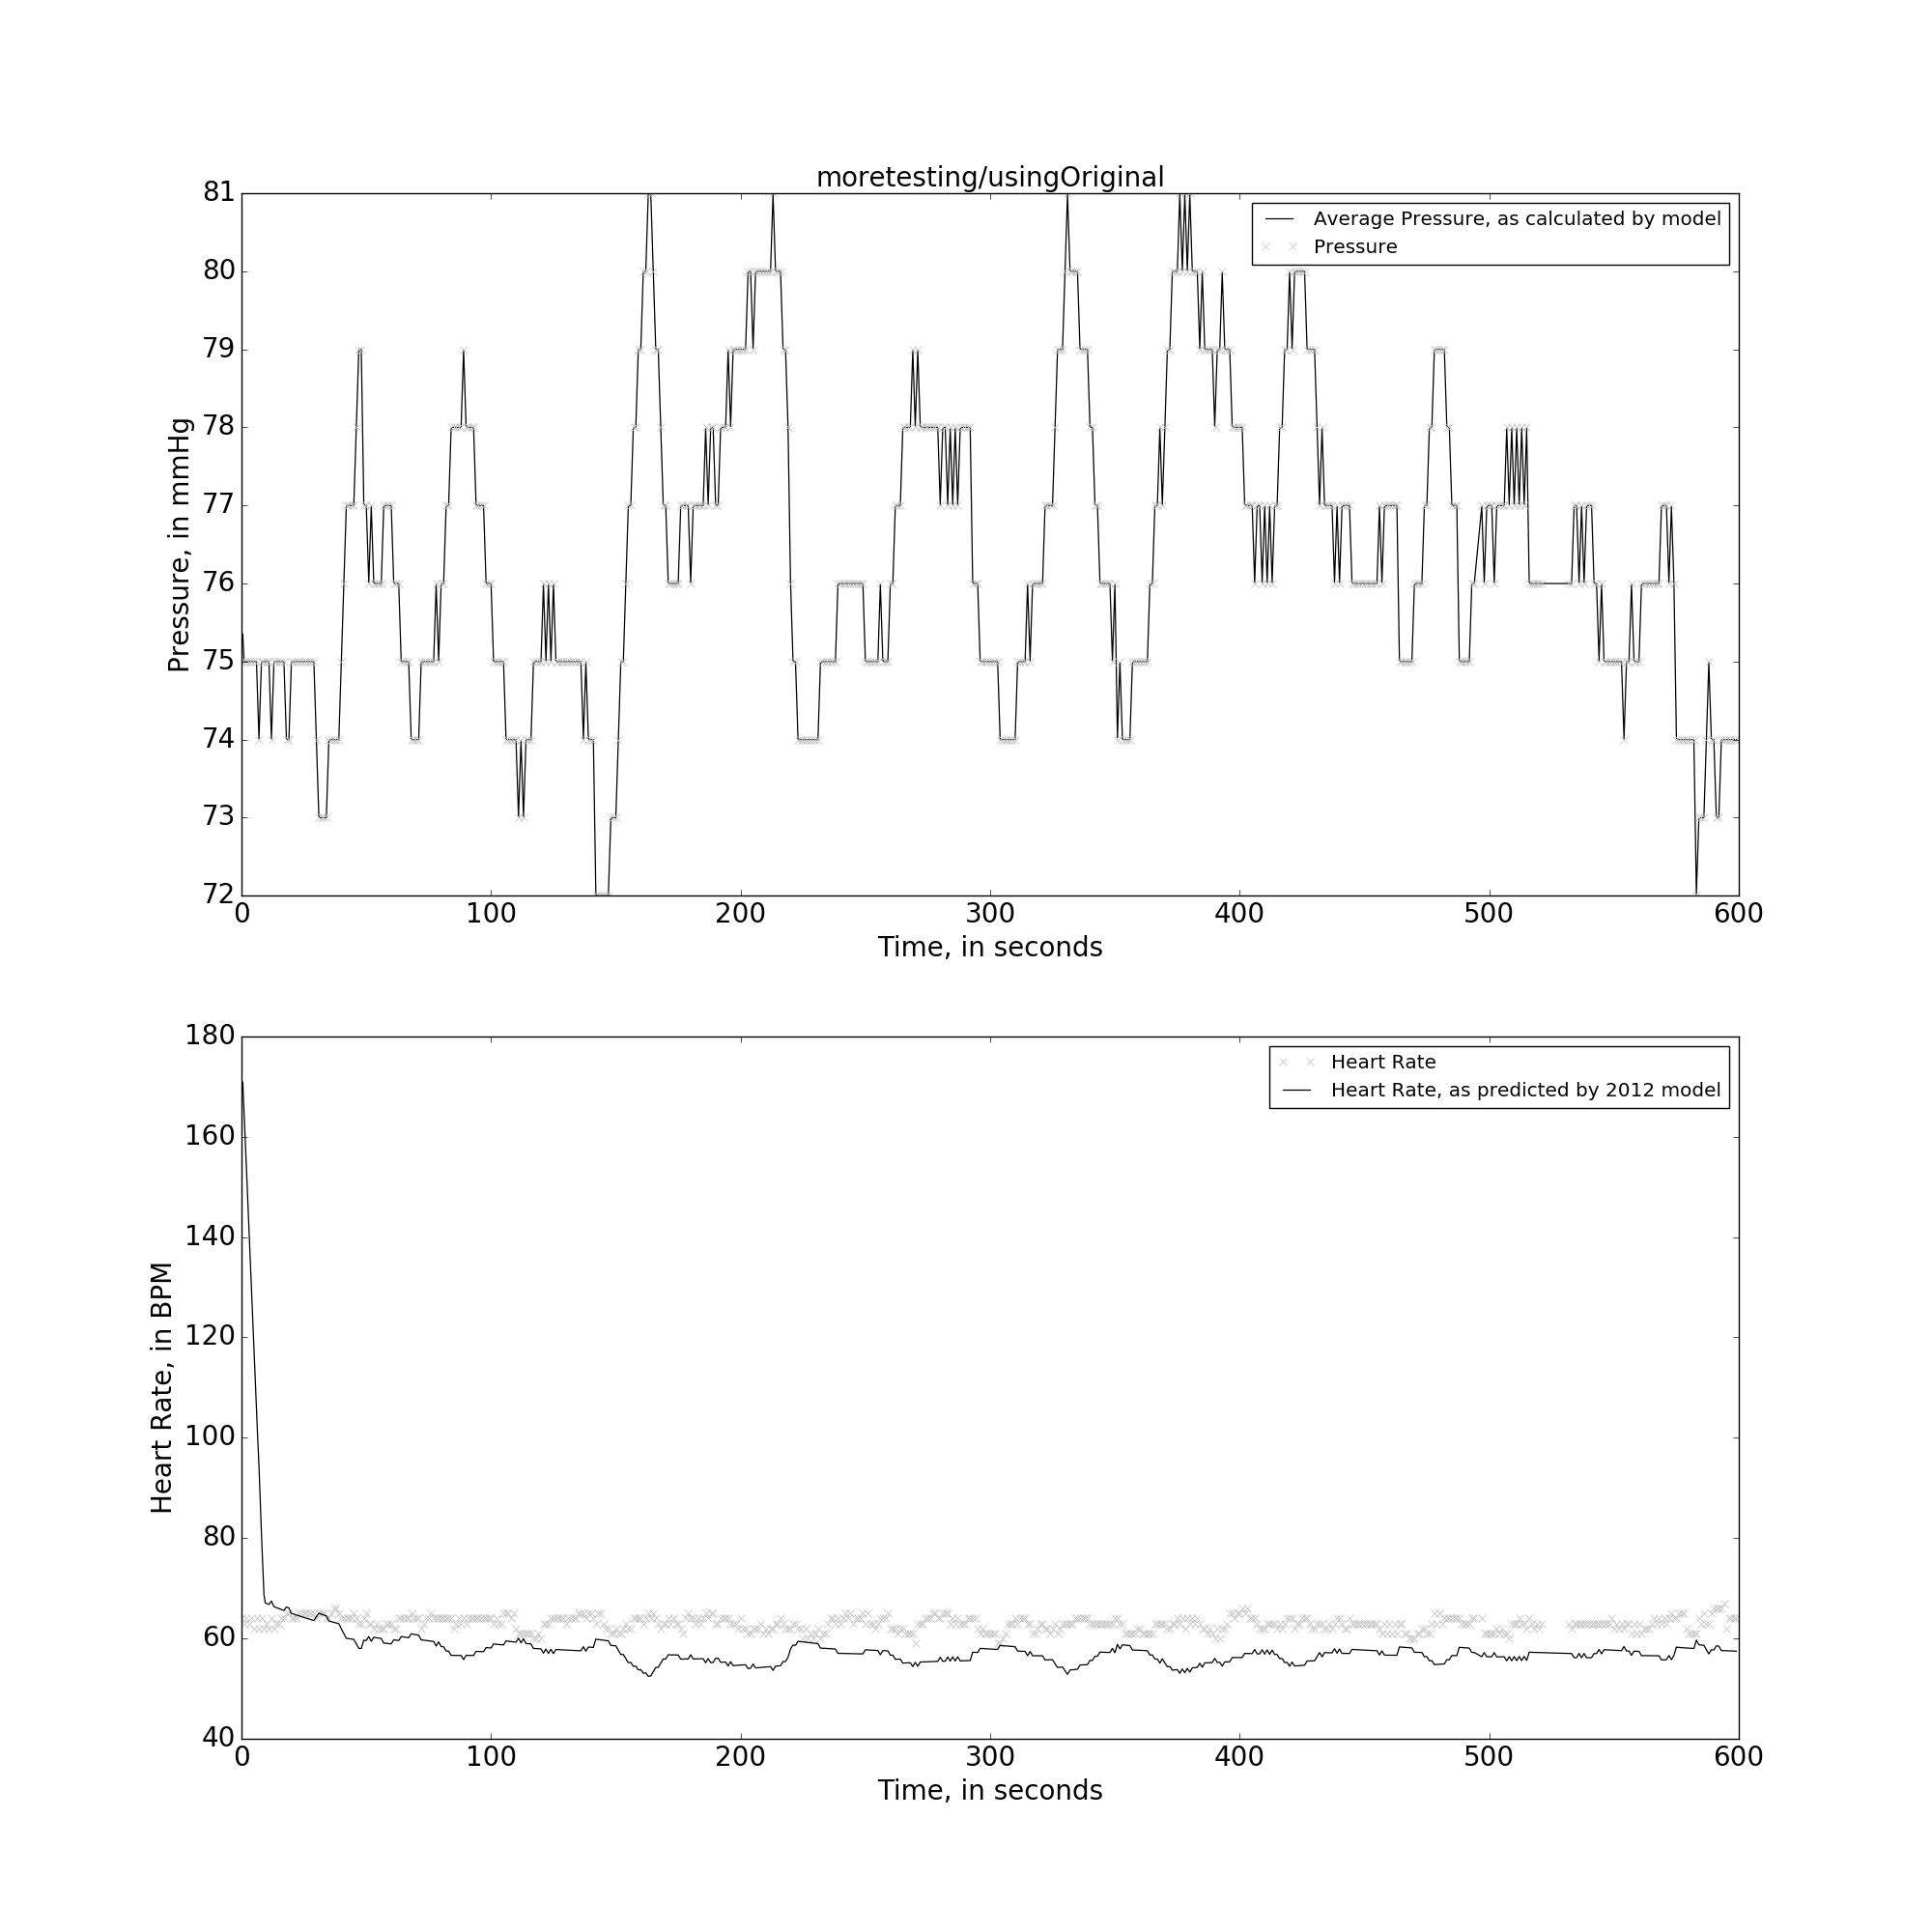 moretesting/usingOriginal
81
80
79
78
77
76
75
74
73
72
Pressure, in mmHg
Average Pressure, as calculated by model
Pressure
0 100 200 300 400 500 600
Time, in seconds
180
160
140
120
100
80
60
40
Heart Rate, in BPM
Heart Rate
Heart Rate, as predicted by 2012 model
0 100 200 300 400 500 600
Time, in seconds